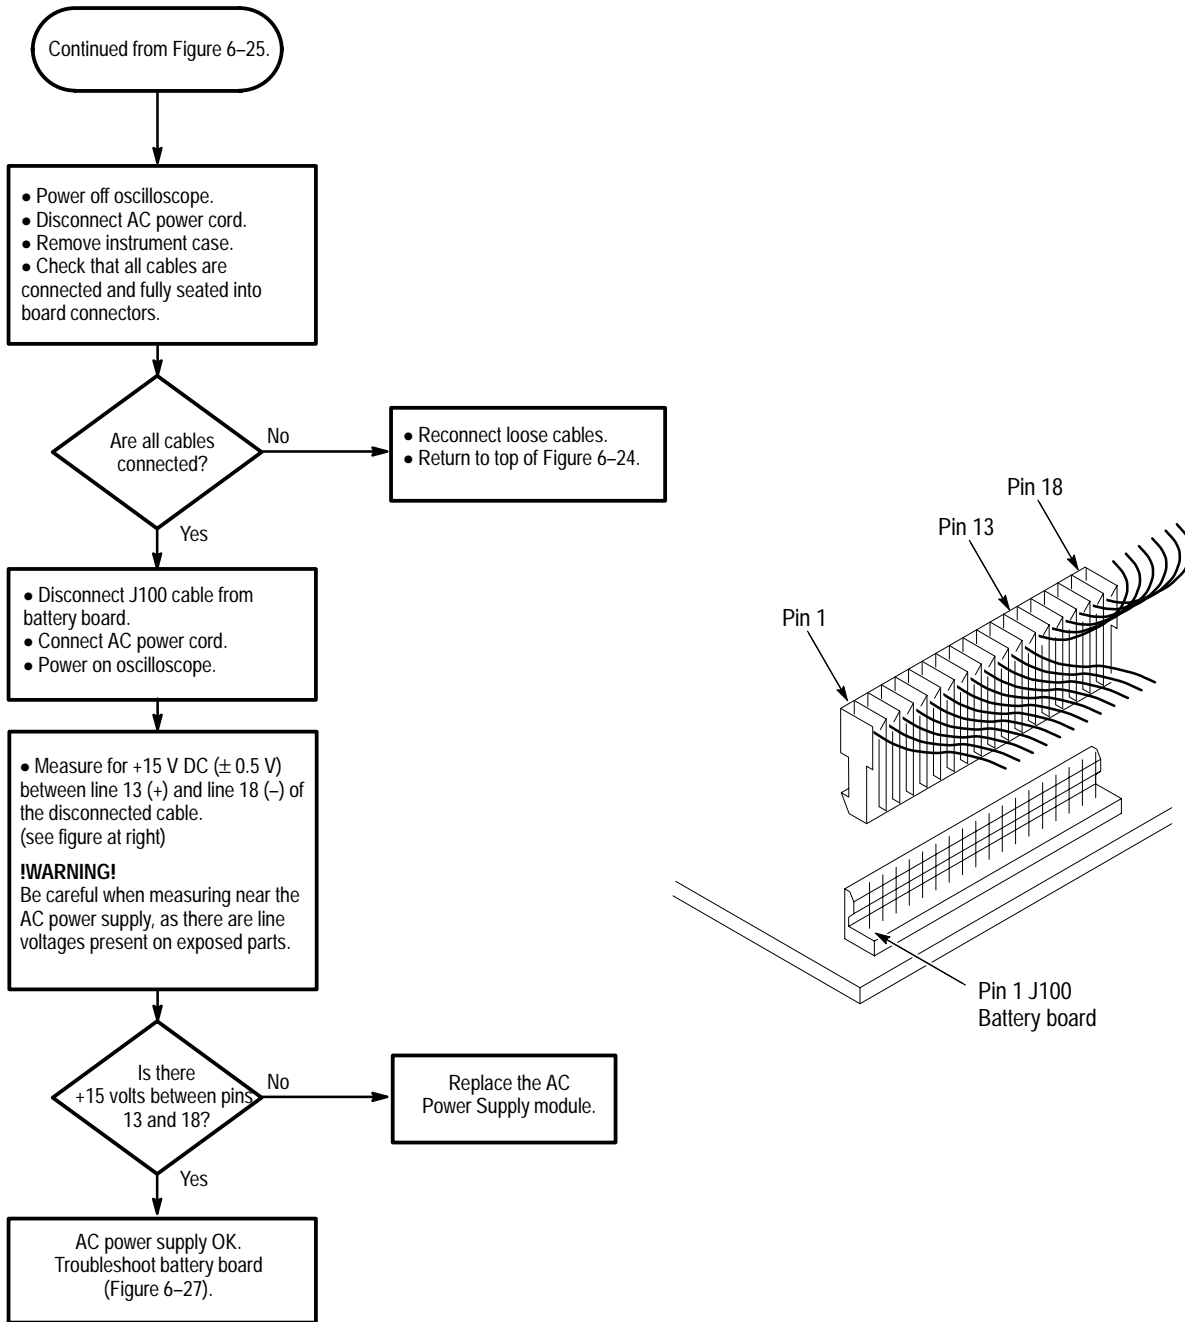 Continued from Figure 6–25.
● Power off oscilloscope.
● Disconnect AC power cord.
● Remove instrument case.
● Check that all cables are
connected and fully seated into
board connectors.
Are all cables
connected?
No
● Reconnect loose cables.
● Return to top of Figure 6–24.
Yes
● Disconnect J100 cable from
battery board.
● Connect AC power cord.
● Power on oscilloscope.
● Measure for +15 V DC (± 0.5 V)
between line 13 (+) and line 18 (–) of
the disconnected cable.
(see figure at right)
!WARNING!
Be careful when measuring near the
AC power supply, as there are line
voltages present on exposed parts.
Is there
+15 volts between pins
13 and 18?
No
Replace the AC
Power Supply module.
Yes
AC power supply OK.
Troubleshoot battery board
(Figure 6–27).
Pin 18
Pin 13
Pin 1
Pin 1 J100
Battery board